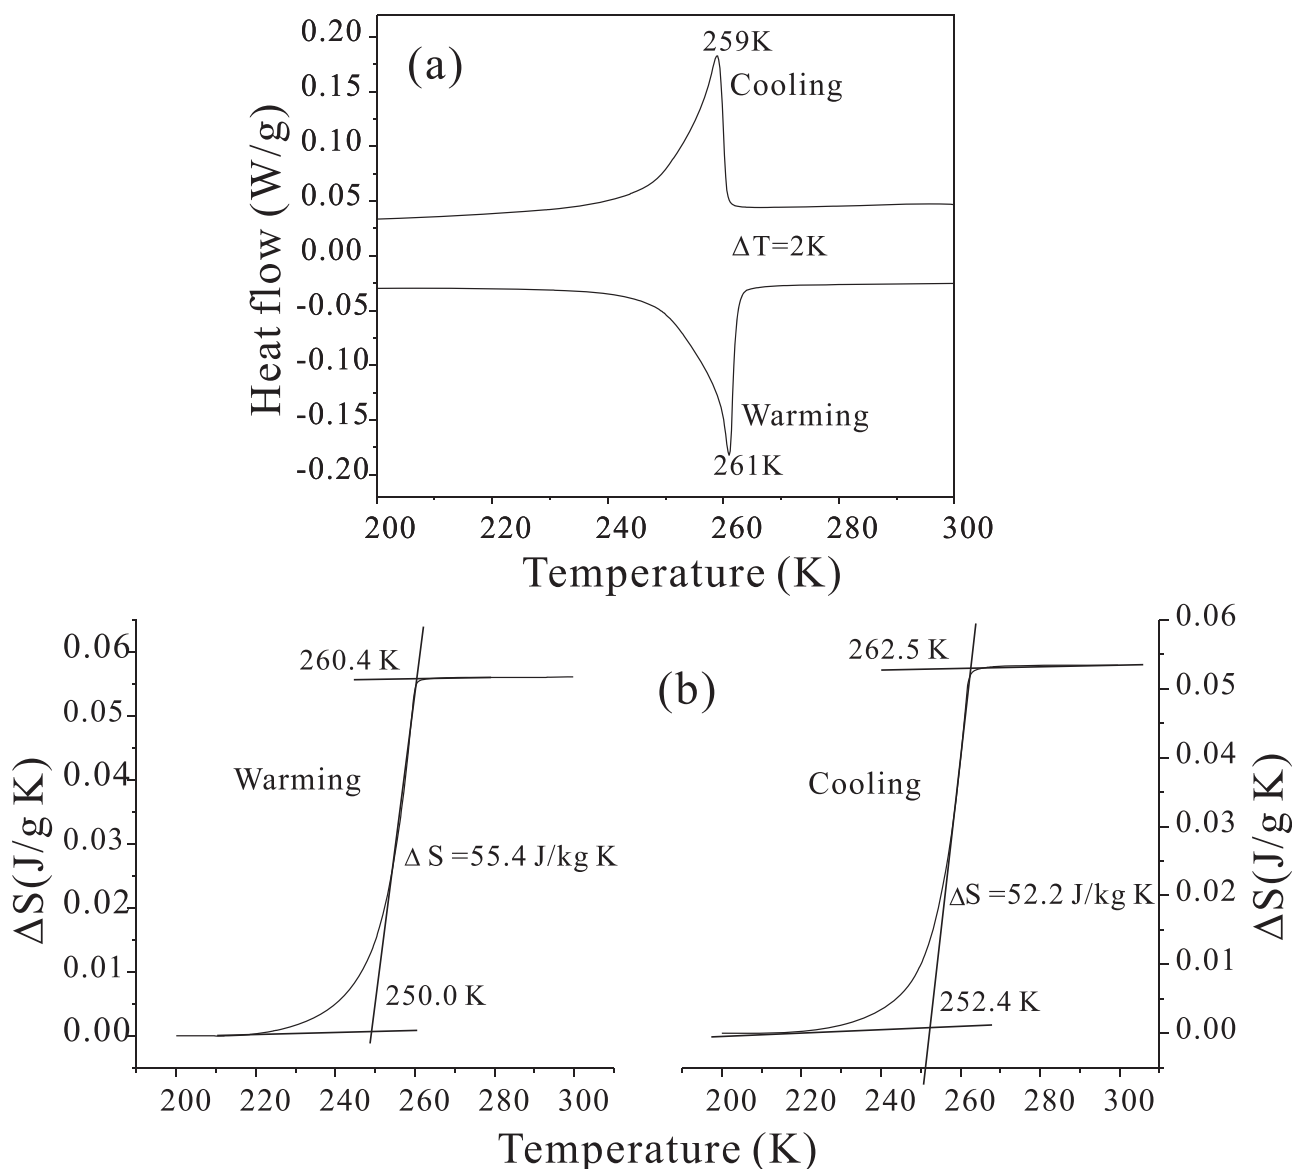 (a)
259K
Cooling
ΔT=2K
Warming
261K
Heat flow (W/g)
0.20
0.15
0.10
0.05
0.00
-0.05
-0.10
-0.15
-0.20
200 220 240 260 280 300
Temperature (K)
(b)
ΔS(J/g K)
0.06
0.05
0.04
0.03
0.02
0.01
0.00
260.4 K
Warming
Δ S =55.4 J/kg K
250.0 K
200 220 240 260 280 300
262.5 K
Cooling
ΔS =52.2 J/kg K
252.4 K
200 220 240 260 280 300
0.06
0.05
0.04
0.03
0.02
0.01
0.00
ΔS(J/g K)
Temperature (K)